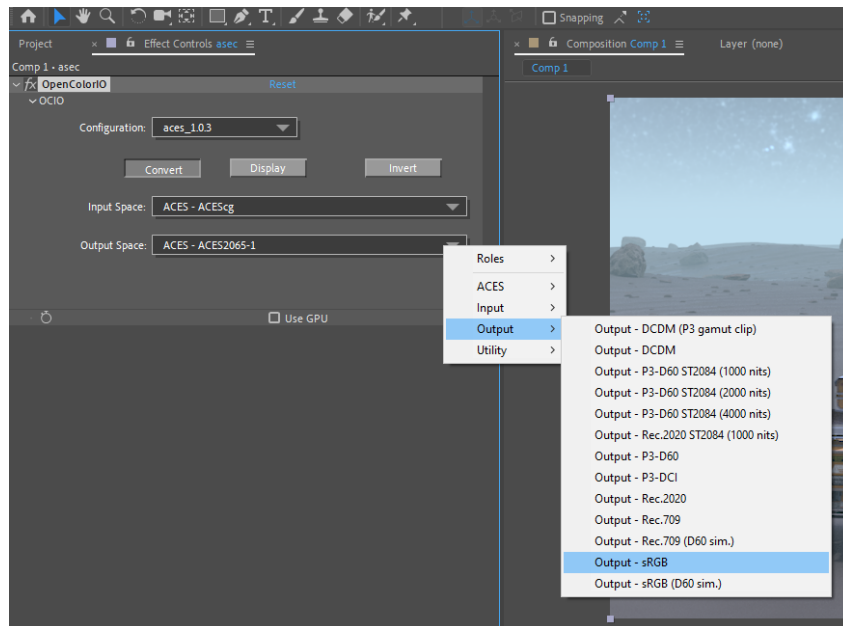 T
Snapping
Project
× Effect Controls asec
× Composition Comp 1
Layer (none)
Comp 1 • asec
Comp 1
fx OpenColorIO
Reset
OCIO
Configuration:
aces_1.0.3
Convert
Display
Invert
Input Space:
ACES - ACEScg
Output Space:
ACES - ACES2065-1
Use GPU
Roles
ACES
Input
Output
Utility
Output - DCDM (P3 gamut clip)
Output - DCDM
Output - P3-D60 ST2084 (1000 nits)
Output - P3-D60 ST2084 (2000 nits)
Output - P3-D60 ST2084 (4000 nits)
Output - Rec.2020 ST2084 (1000 nits)
Output - P3-D60
Output - P3-DCI
Output - Rec.2020
Output - Rec.709
Output - Rec.709 (D60 sim.)
Output - sRGB
Output - sRGB (D60 sim.)